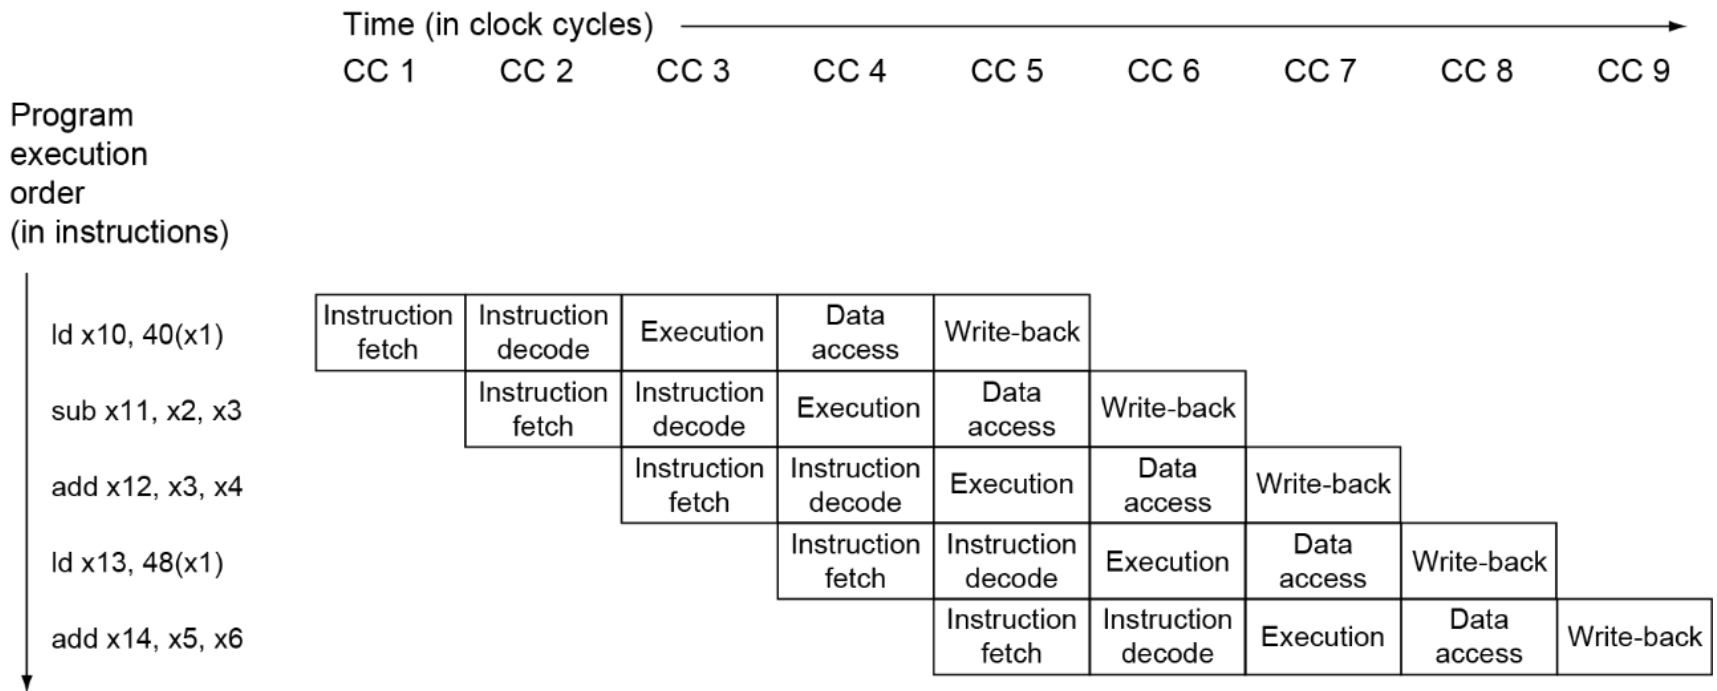 Time (in clock cycles)
CC 1 CC 2 CC 3 CC 4 CC 5 CC 6 CC 7 CC 8 CC 9
Program
execution
order
(in instructions)
ld x10, 40(x1)
Instruction
fetch
Instruction
decode
Execution
Data
access
Write-back
sub x11, x2, x3
Instruction
fetch
Instruction
decode
Execution
Data
access
Write-back
add x12, x3, x4
Instruction
fetch
Instruction
decode
Execution
Data
access
Write-back
ld x13, 48(x1)
Instruction
fetch
Instruction
decode
Execution
Data
access
Write-back
add x14, x5, x6
Instruction
fetch
Instruction
decode
Execution
Data
access
Write-back